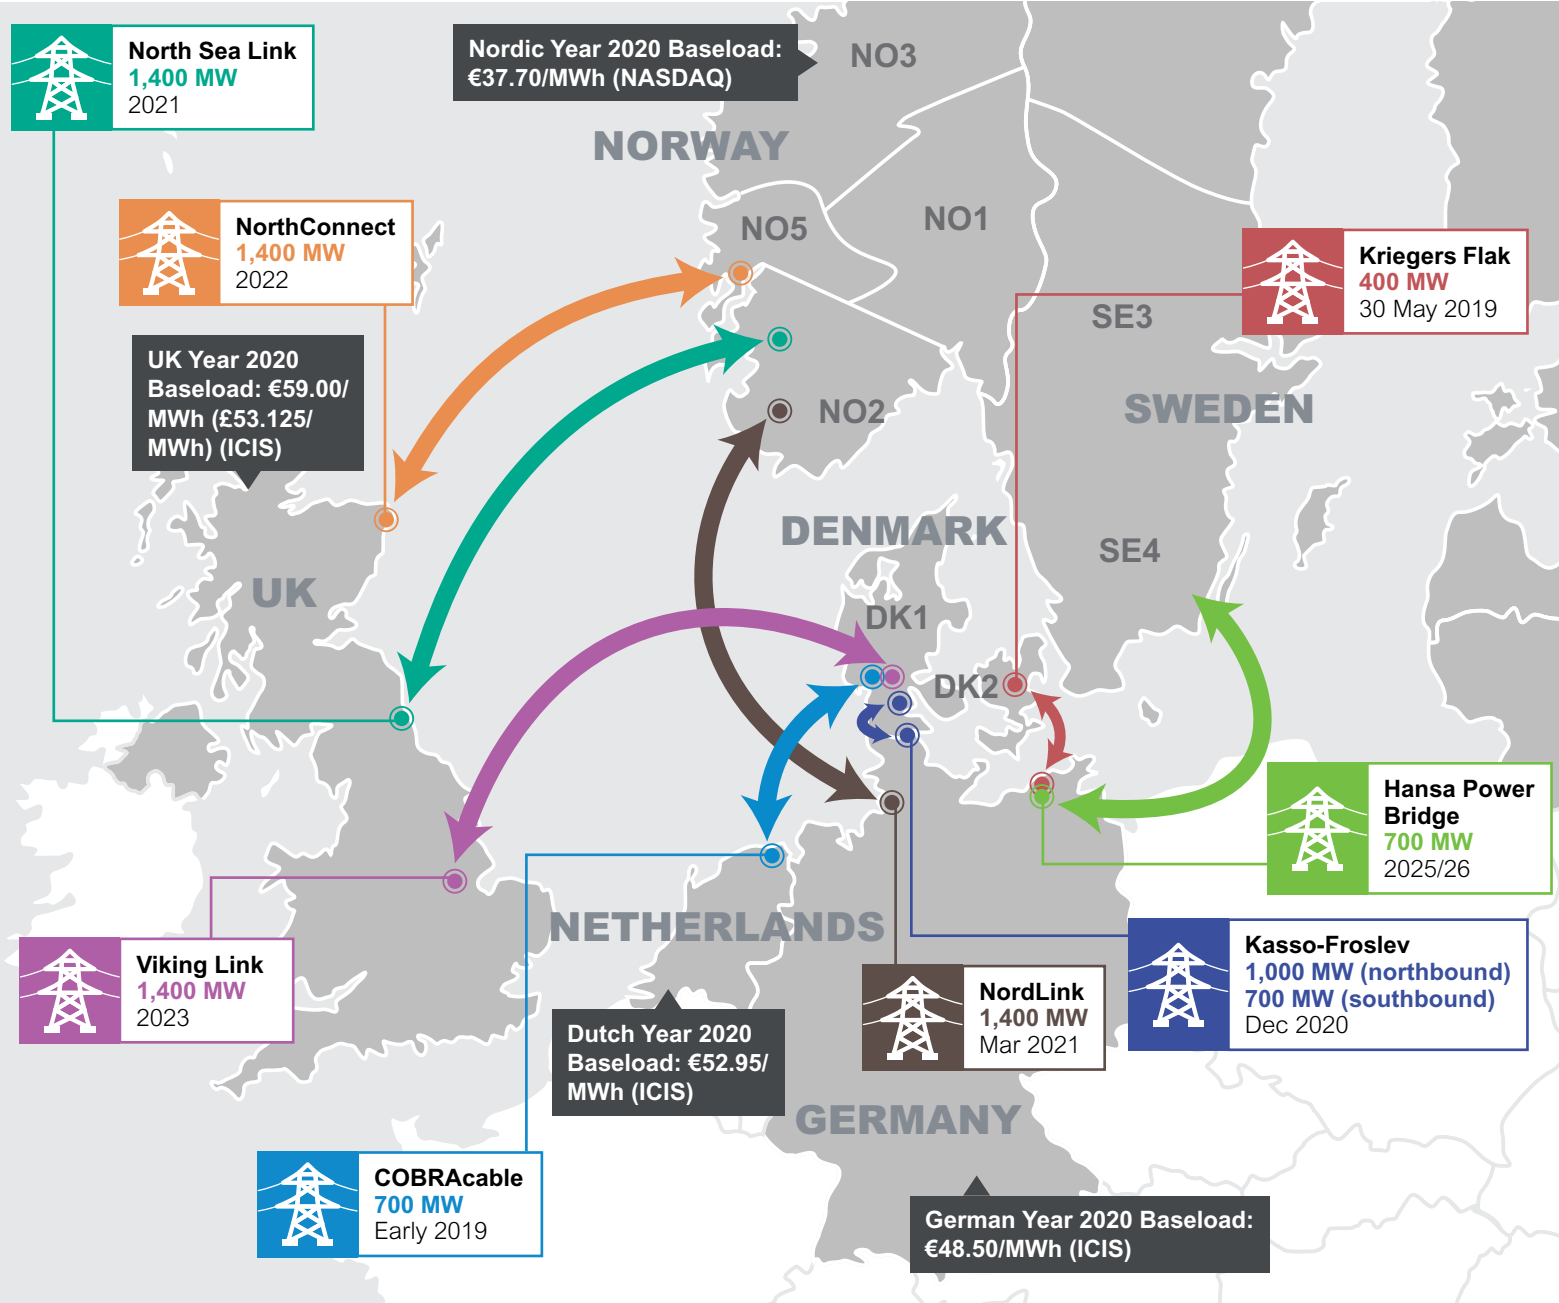 North Sea Link
1,400 MW
2021
Nordic Year 2020 Baseload:
€37.70/MWh (NASDAQ)
NO3
NORWAY
NorthConnect
1,400 MW
2022
NO5
NO1
Kriegers Flak
400 MW
30 May 2019
SE3
UK Year 2020
Baseload: €59.00/
MWh (£53.125/
MWh) (ICIS)
NO2
SWEDEN
DENMARK
SE4
UK
DK1
DK2
Hansa Power
Bridge
700 MW
2025/26
NETHERLANDS
Viking Link
1,400 MW
2023
NordLink
1,400 MW
Mar 2021
Kasso-Froslev
1,000 MW (northbound)
700 MW (southbound)
Dec 2020
Dutch Year 2020
Baseload: €52.95/
MWh (ICIS)
GERMANY
COBRAcable
700 MW
Early 2019
German Year 2020 Baseload:
€48.50/MWh (ICIS)